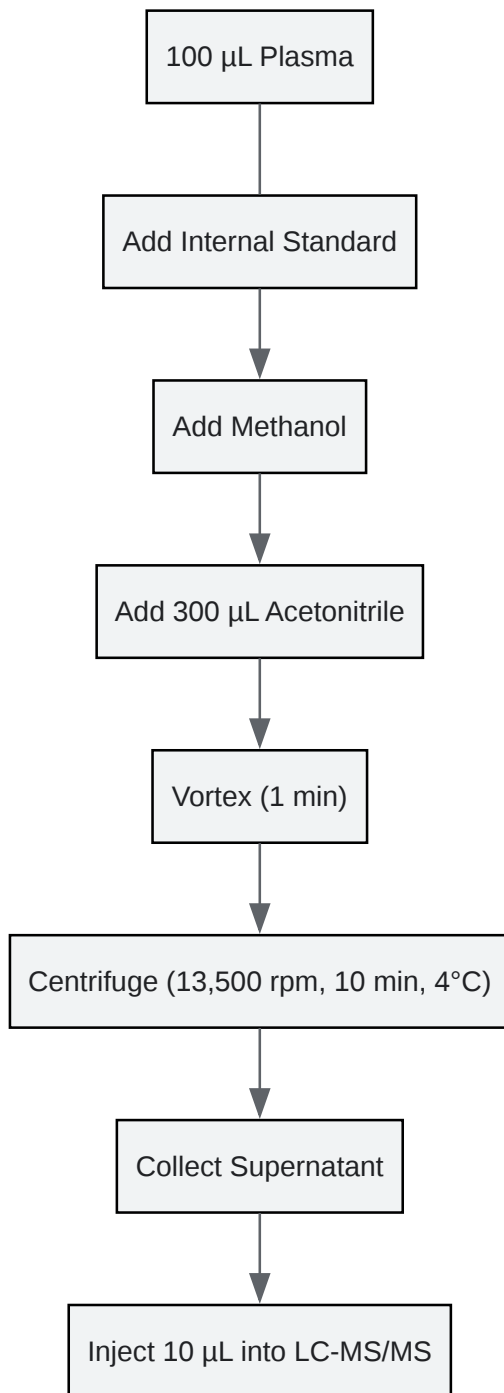 100 µL Plasma
Add Internal Standard
Add Methanol
Add 300 µL Acetonitrile
Vortex (1 min)
Centrifuge (13,500 rpm, 10 min, 4°C)
Collect Supernatant
Inject 10 µL into LC-MS/MS